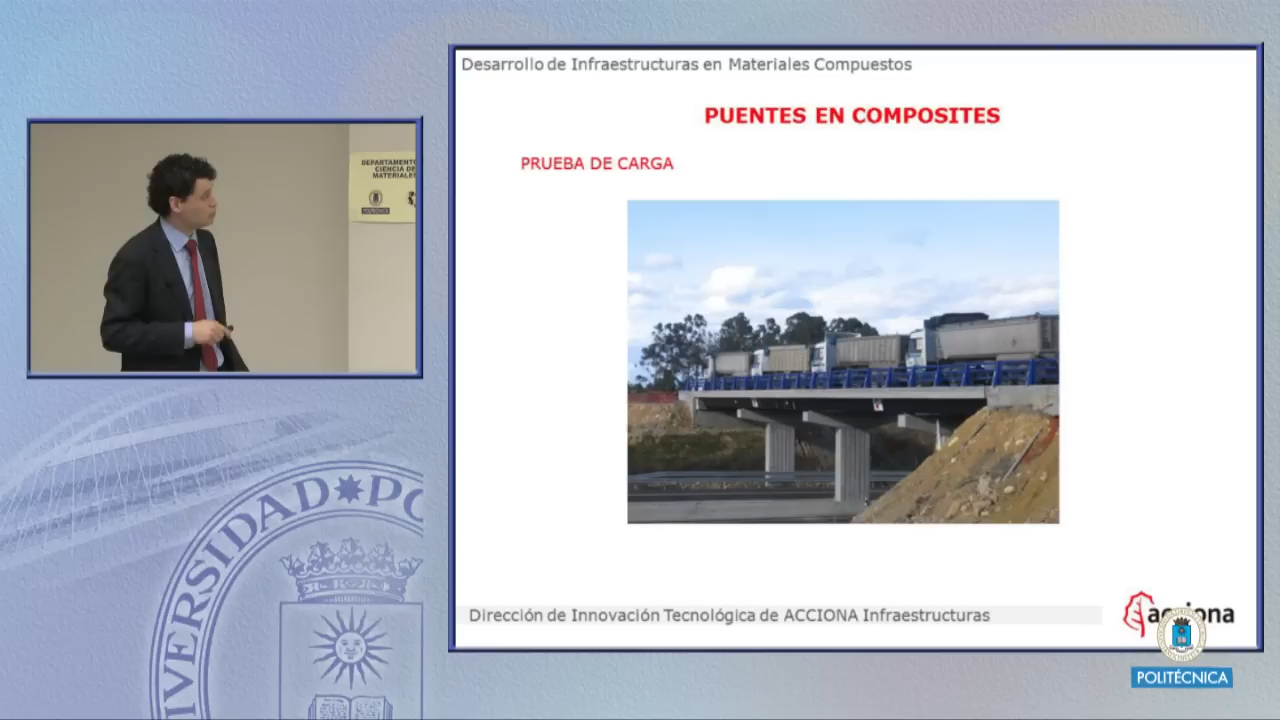 Desarrollo de Infraestructuras en Materiales Compuestos
PUENTES EN COMPOSITES
PRUEBA DE CARGA
DEPARTAMENTO
CIENCIA DE
MATERIALES
POLITÉCNICA
Dirección de Innovación Tecnológica de ACCIONA Infraestructuras
POLITÉCNICA